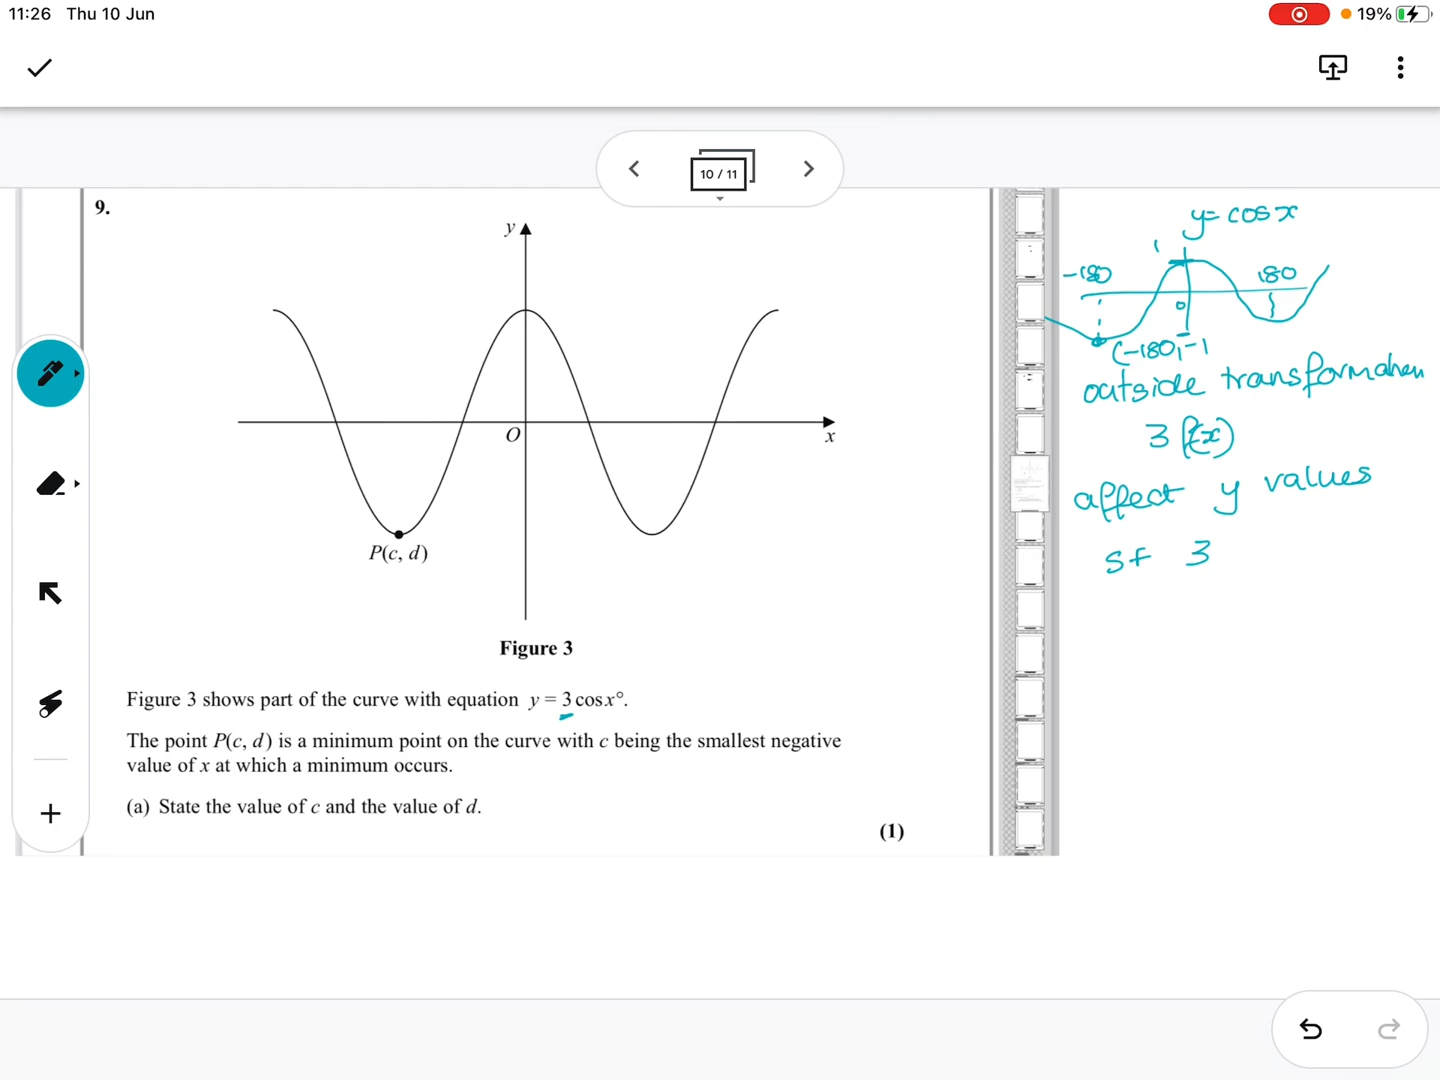 11:26 Thu 10 Jun
19%
10 / 11
9.
y
O
x
P(c, d)
Figure 3
Figure 3 shows part of the curve with equation y = 3 cos x°.
The point P(c, d) is a minimum point on the curve with c being the smallest negative
value of x at which a minimum occurs.
(a) State the value of c and the value of d.
(1)
y = cos x
1
-180
180
0
(-180, -1
outside transformation
3 f(x)
affect y values
sf 3